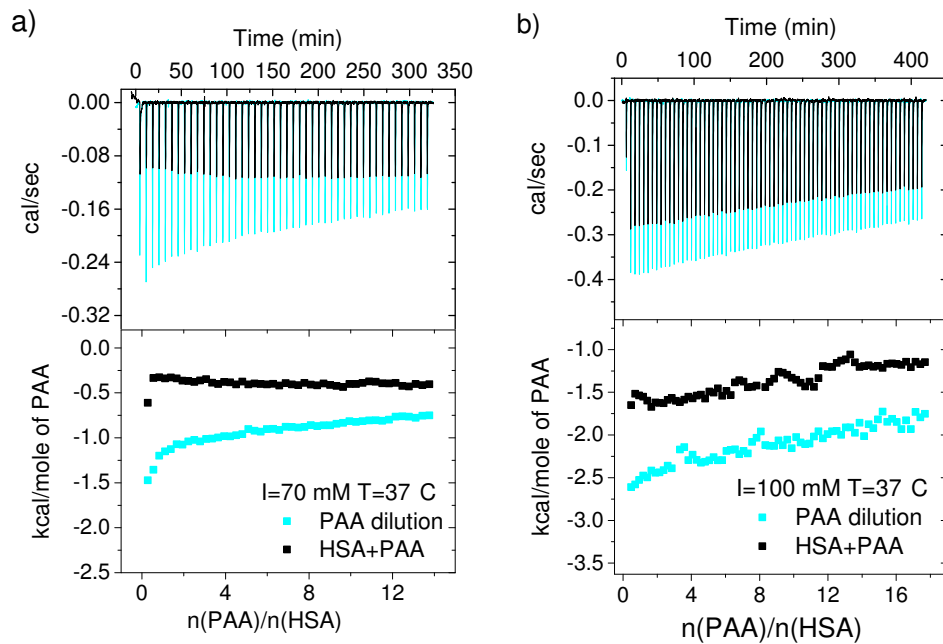 a)
Time (min)
0 50 100 150 200 250 300 350
0.00
-0.08
-0.16
-0.24
-0.32
cal/sec
0.0
-0.5
-1.0
-1.5
-2.0
-2.5
kcal/mole of PAA
I=70 mM T=37 C
PAA dilution
HSA+PAA
0 4 8 12
n(PAA)/n(HSA)
b)
Time (min)
0 100 200 300 400
0.0
-0.1
-0.2
-0.3
-0.4
cal/sec
-1.0
-1.5
-2.0
-2.5
-3.0
-3.5
kcal/mole of PAA
I=100 mM T=37 C
PAA dilution
HSA+PAA
0 4 8 12 16
n(PAA)/n(HSA)